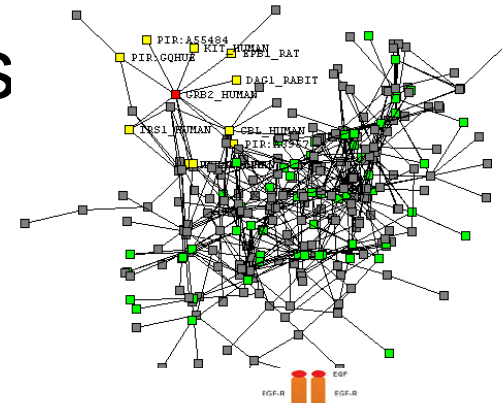 S
PIR:A55484
KIT_HUMAN
EPB1_RAT
PIR:GQHUE
DAG1_RABIT
GRB2_HUMAN
IRS1_HUMAN
CBL_HUMAN
EGF
EGF-R
EGF-R